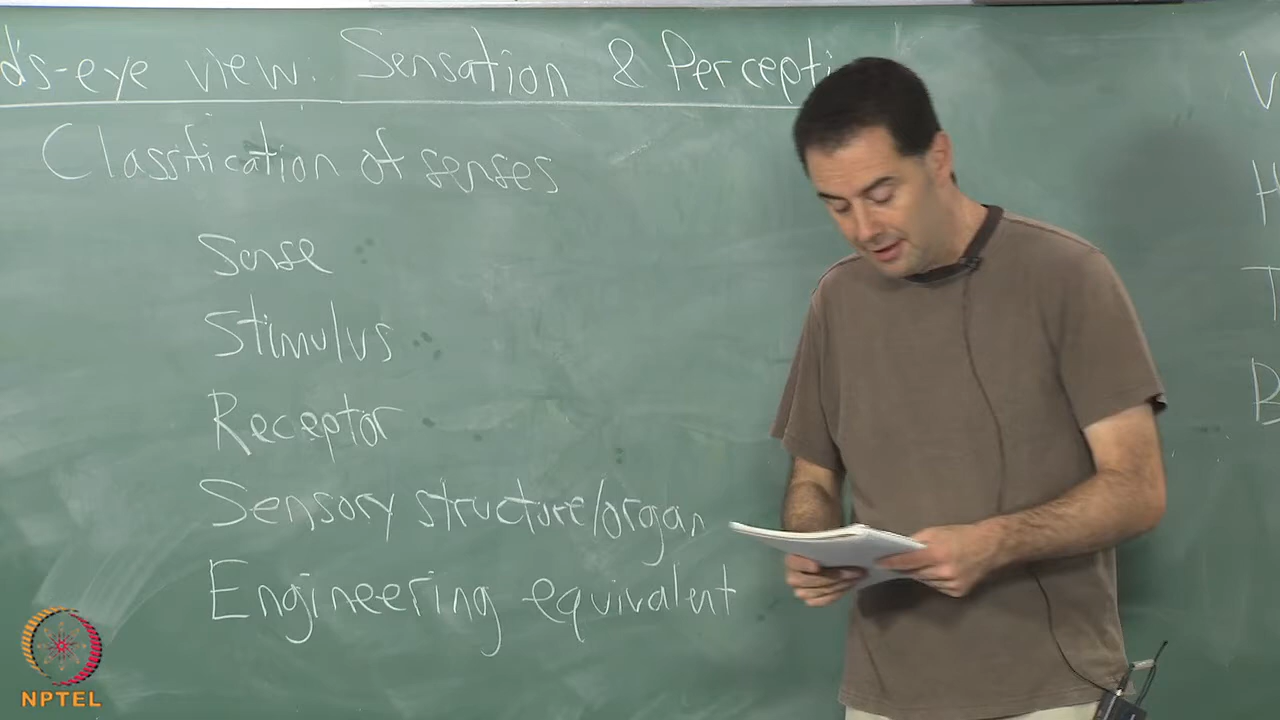 d's-eye view: Sensation & Percepti
Classification of senses
Sense
Stimulus
Receptor
Sensory structure/organ
Engineering equivalent
V
H
T
B
NPTEL